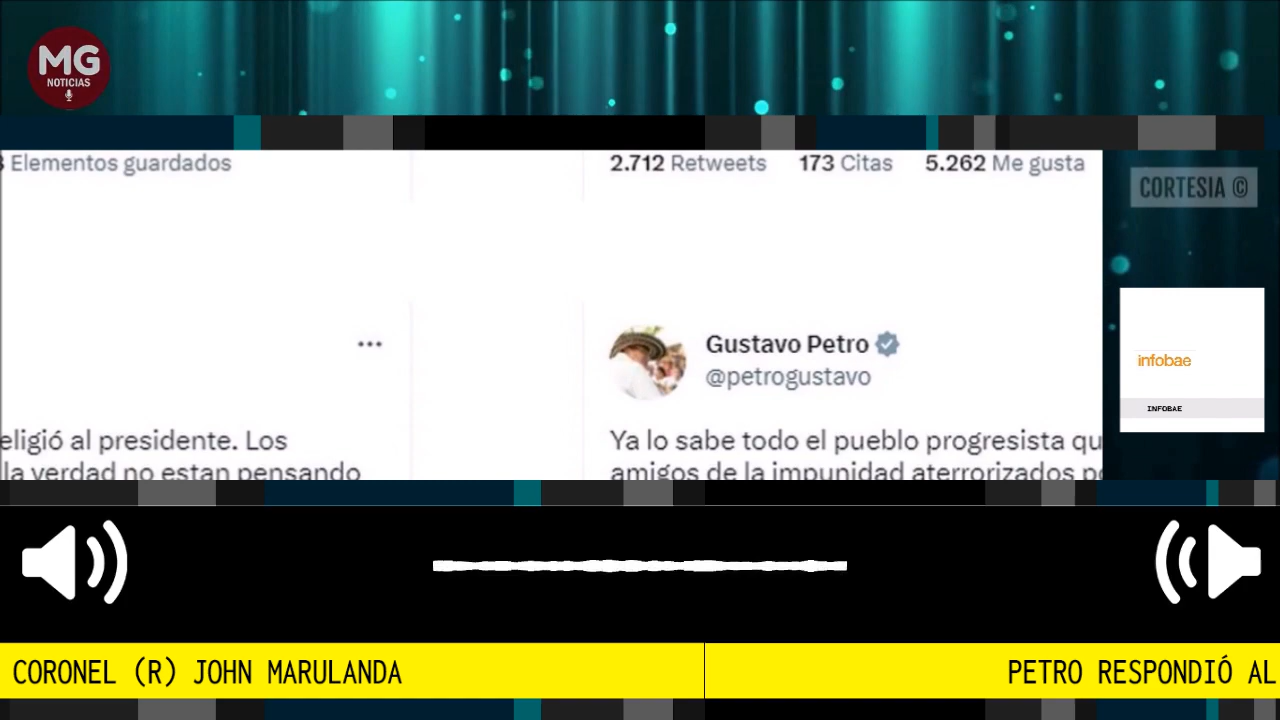 MG
NOTICIAS
Elementos guardados
2.712 Retweets 173 Citas 5.262 Me gusta
CORTESIA ©
Gustavo Petro
@petrogustavo
infobae
INFOBAE
eligió al presidente. Los
la verdad no estan pensando
Ya lo sabe todo el pueblo progresista qu
amigos de la impunidad aterrorizados po
CORONEL (R) JOHN MARULANDA
PETRO RESPONDIÓ AL